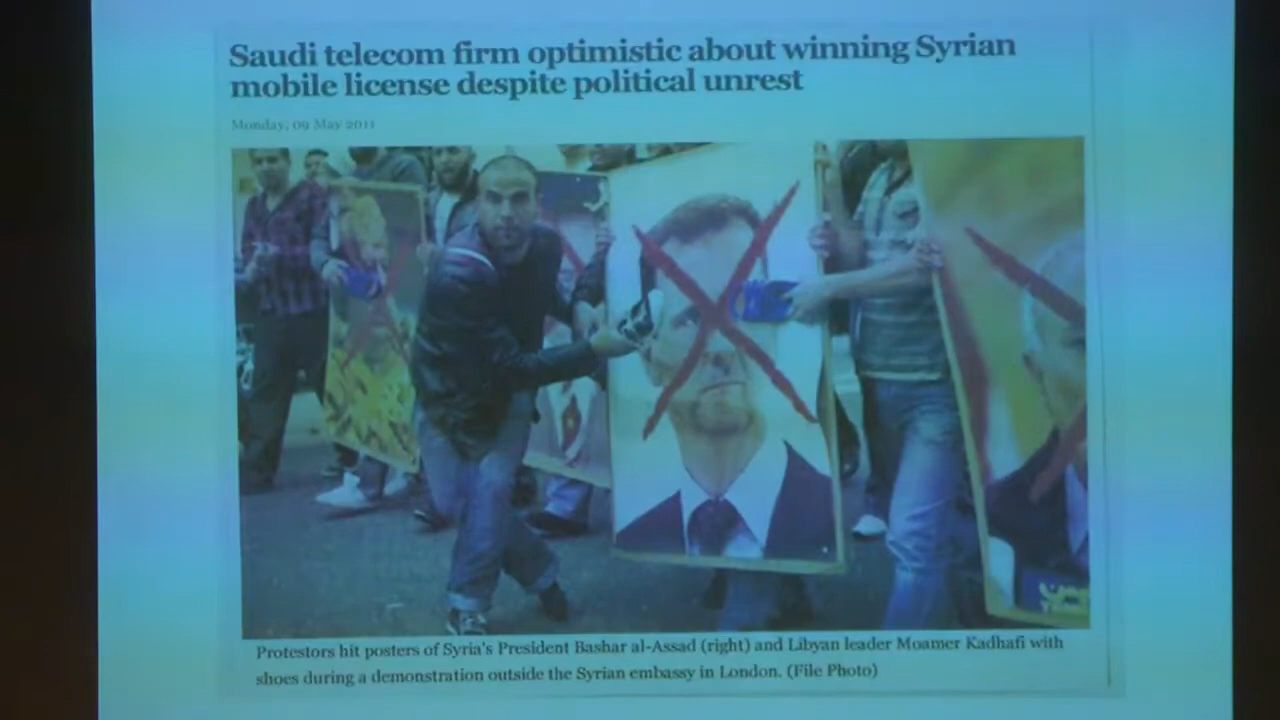 Saudi telecom firm optimistic about winning Syrian
mobile license despite political unrest
Monday, 09 May 2011
Protestors hit posters of Syria's President Bashar al-Assad (right) and Libyan leader Moamer Kadhafi with
shoes during a demonstration outside the Syrian embassy in London. (File Photo)